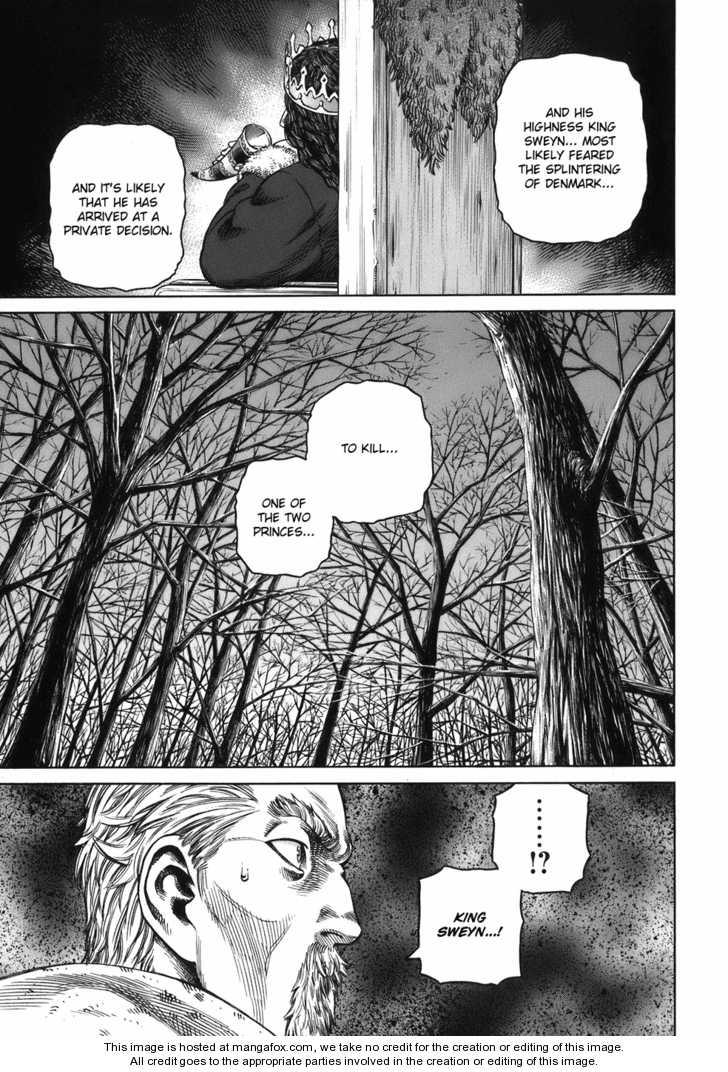 AND HIS
HIGHNESS KING
SWEYN... MOST
LIKELY FEARED
THE SPLINTERING
OF DENMARK...
AND IT'S LIKELY
THAT HE HAS
ARRIVED AT A
PRIVATE DECISION.
TO KILL...
ONE OF
THE TWO
PRINCES...
......!?
KING
SWEYN...!
This image is hosted at mangafox.com, we take no credit for the creation or editing of this image.
All credit goes to the appropriate parties involved in the creation or editing of this image.